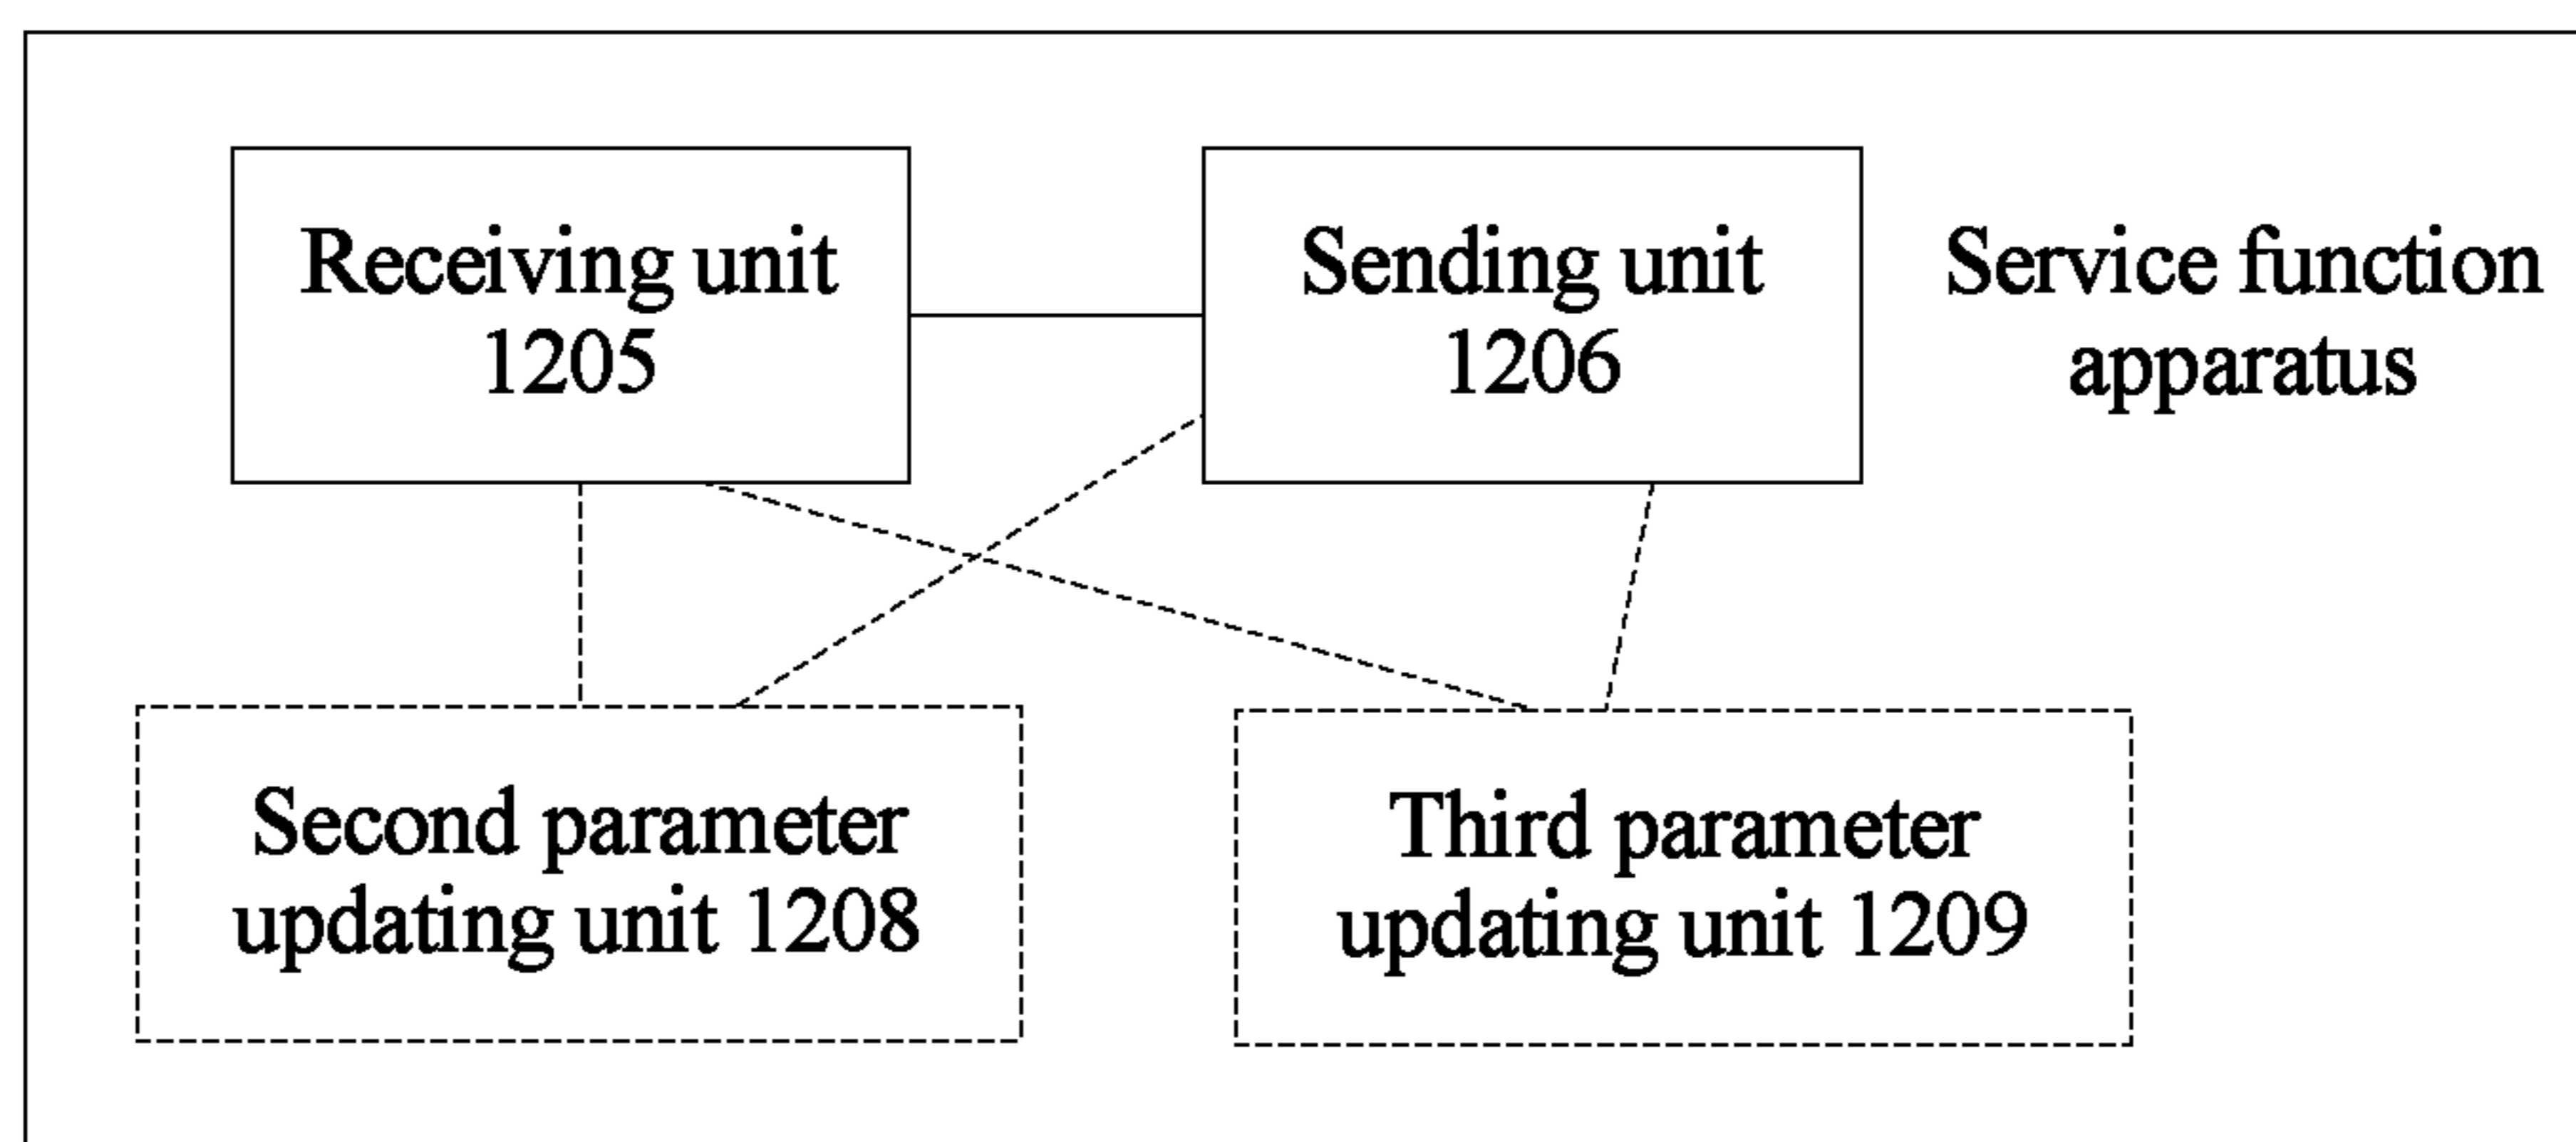 Receiving unit
1205
Sending unit
1206
Service function
apparatus
Second parameter
updating unit 1208
Third parameter
updating unit 1209